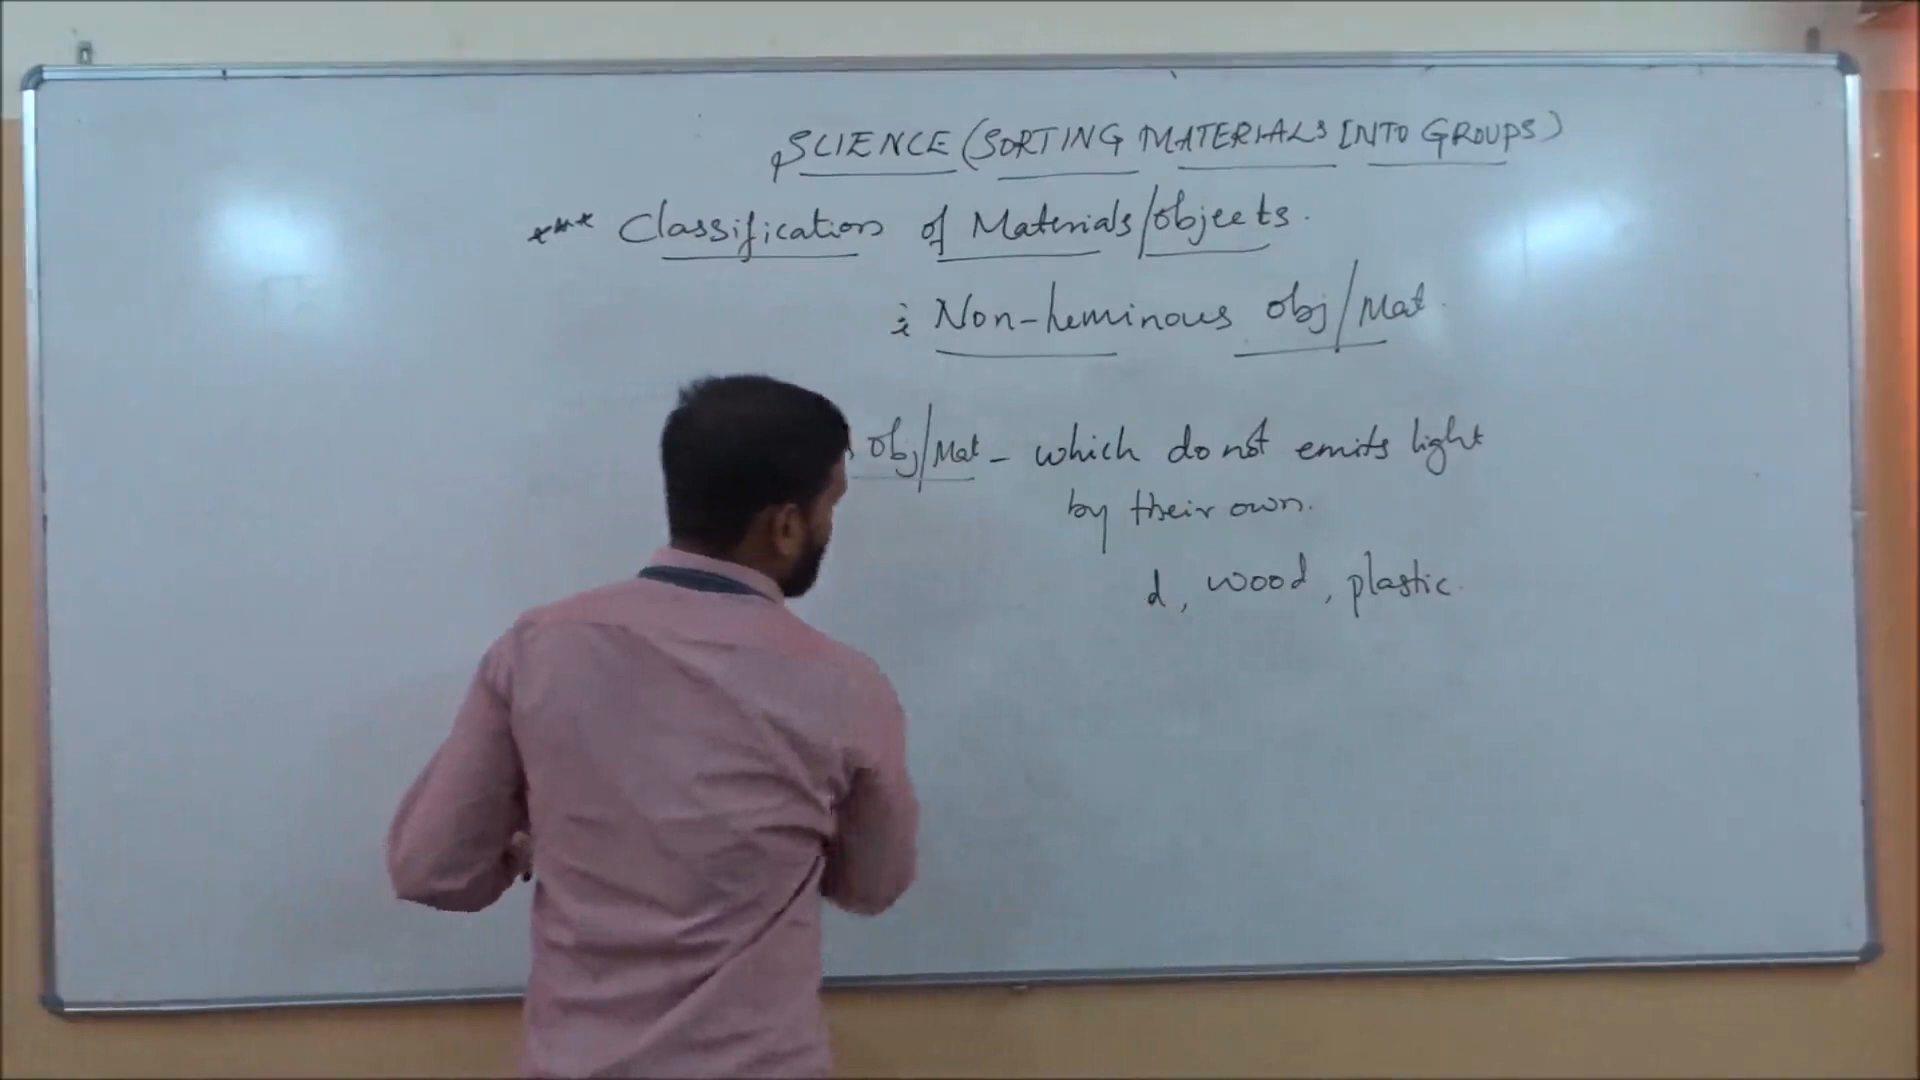 SCIENCE (SORTING MATERIALS INTO GROUPS)
*** Classification of Materials/objects.
i Non-luminous obj/Mat.
Obj/Mat - which do not emits light
by their own.
d, wood, plastic.